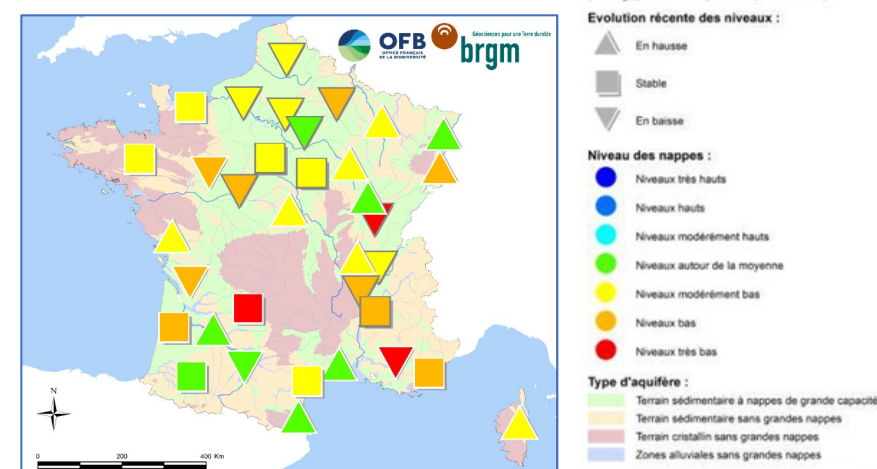 Géosciences pour une Terre durable
OFB
OFFICE FRANÇAIS
DE LA BIODIVERSITÉ
brgm
N
0 200 400 Km
Evolution récente des niveaux :
En hausse
Stable
En baisse
Niveau des nappes :
Niveaux très hauts
Niveaux hauts
Niveaux modérément hauts
Niveaux autour de la moyenne
Niveaux modérément bas
Niveaux bas
Niveaux très bas
Type d'aquifère :
Terrain sédimentaire à nappes de grande capacité
Terrain sédimentaire sans grandes nappes
Terrain cristallin sans grandes nappes
Zones alluviales sans grandes nappes